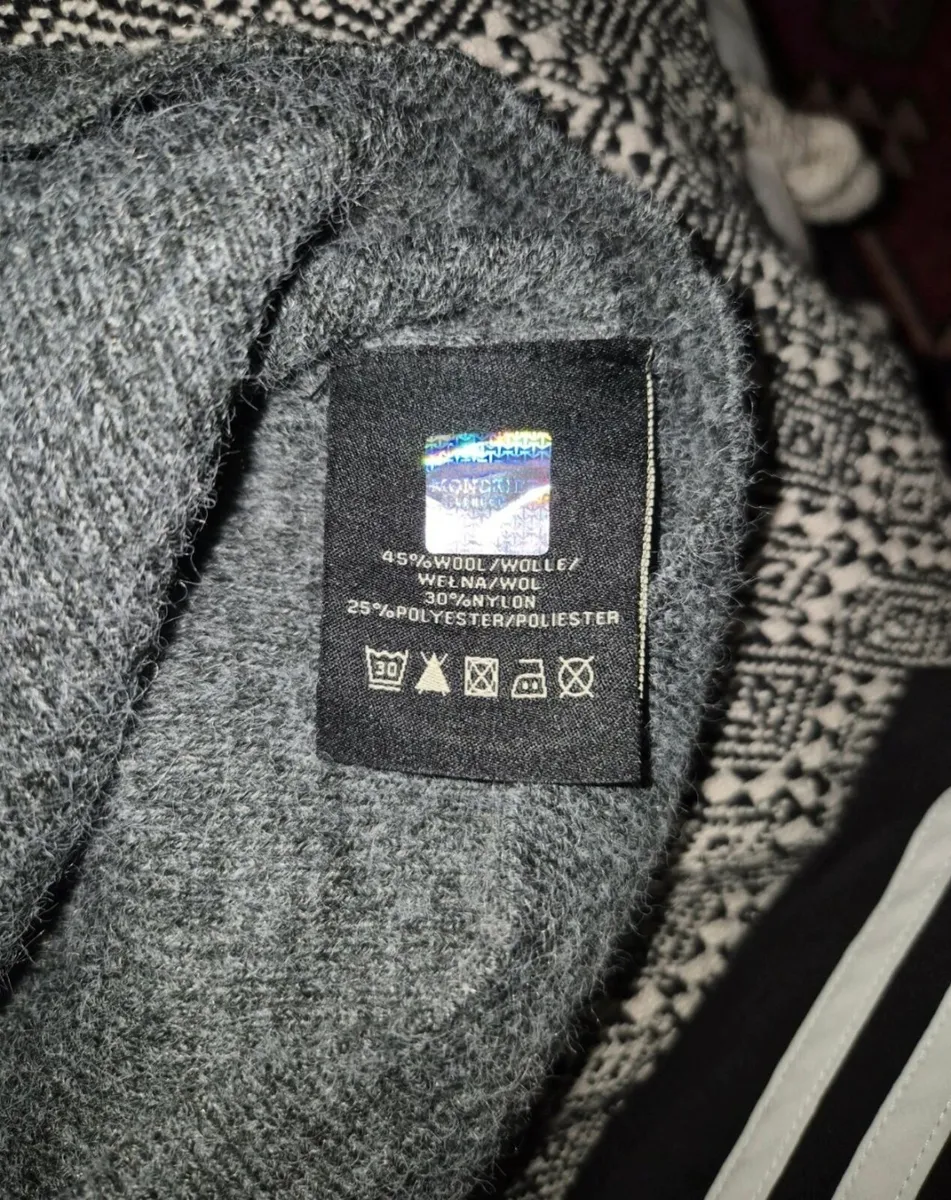 45%WOOL/WOLLE/
WEŁNA/WOL
30%NYLON
25%POLYESTER/POLIESTER
30